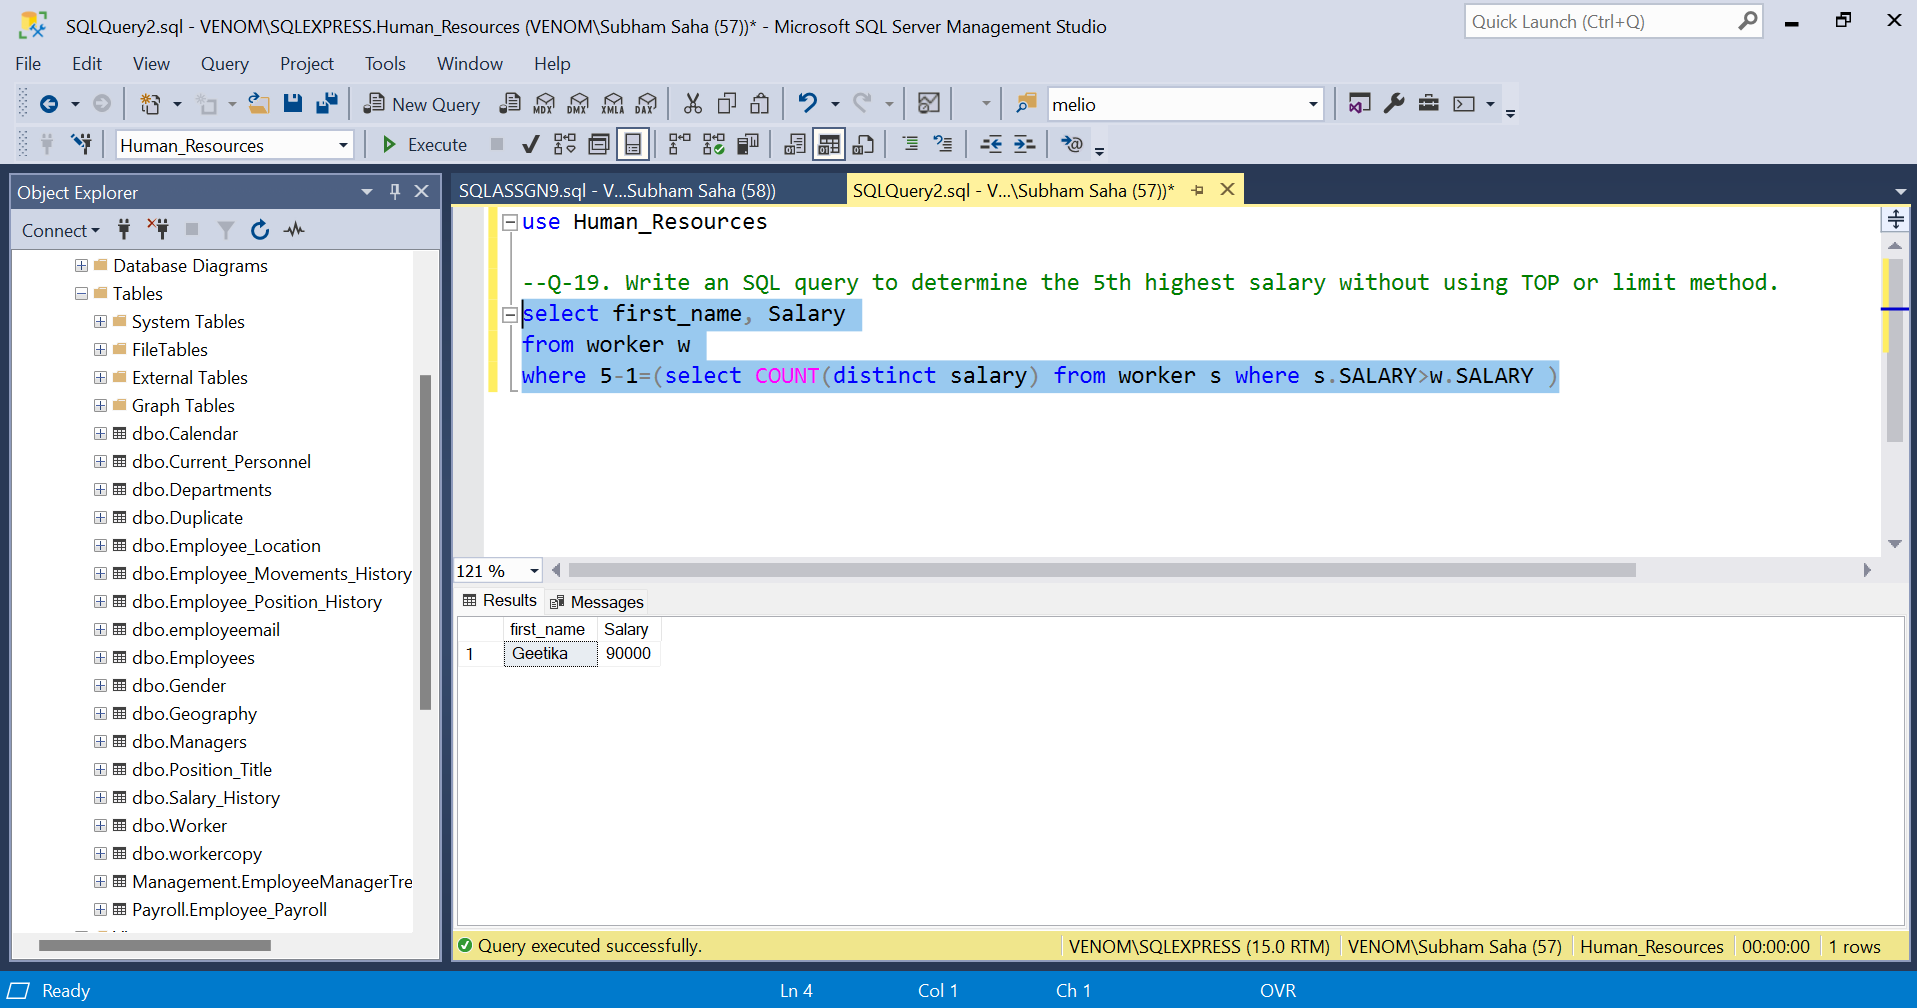 SQLQuery2.sql - VENOM\SQLEXPRESS.Human_Resources (VENOM\Subham Saha (57))* - Microsoft SQL Server Management Studio
Quick Launch (Ctrl+Q)
File Edit View Query Project Tools Window Help
New Query MDX DMX XMLA DAX melio
Human_Resources Execute
Object Explorer
SQLASSGN9.sql - V...Subham Saha (58))
SQLQuery2.sql - V...\Subham Saha (57))*
Connect
Database Diagrams
Tables
System Tables
FileTables
External Tables
Graph Tables
dbo.Calendar
dbo.Current_Personnel
dbo.Departments
dbo.Duplicate
dbo.Employee_Location
dbo.Employee_Movements_History
dbo.Employee_Position_History
dbo.employeemail
dbo.Employees
dbo.Gender
dbo.Geography
dbo.Managers
dbo.Position_Title
dbo.Salary_History
dbo.Worker
dbo.workercopy
Management.EmployeeManagerTre
Payroll.Employee_Payroll
use Human_Resources
--Q-19. Write an SQL query to determine the 5th highest salary without using TOP or limit method.
select first_name, Salary
from worker w
where 5-1=(select COUNT(distinct salary) from worker s where s.SALARY>w.SALARY )
121 %
Results Messages
first_name Salary
1 Geetika 90000
Query executed successfully.
VENOM\SQLEXPRESS (15.0 RTM) VENOM\Subham Saha (57) Human_Resources 00:00:00 1 rows
Ready Ln 4 Col 1 Ch 1 OVR